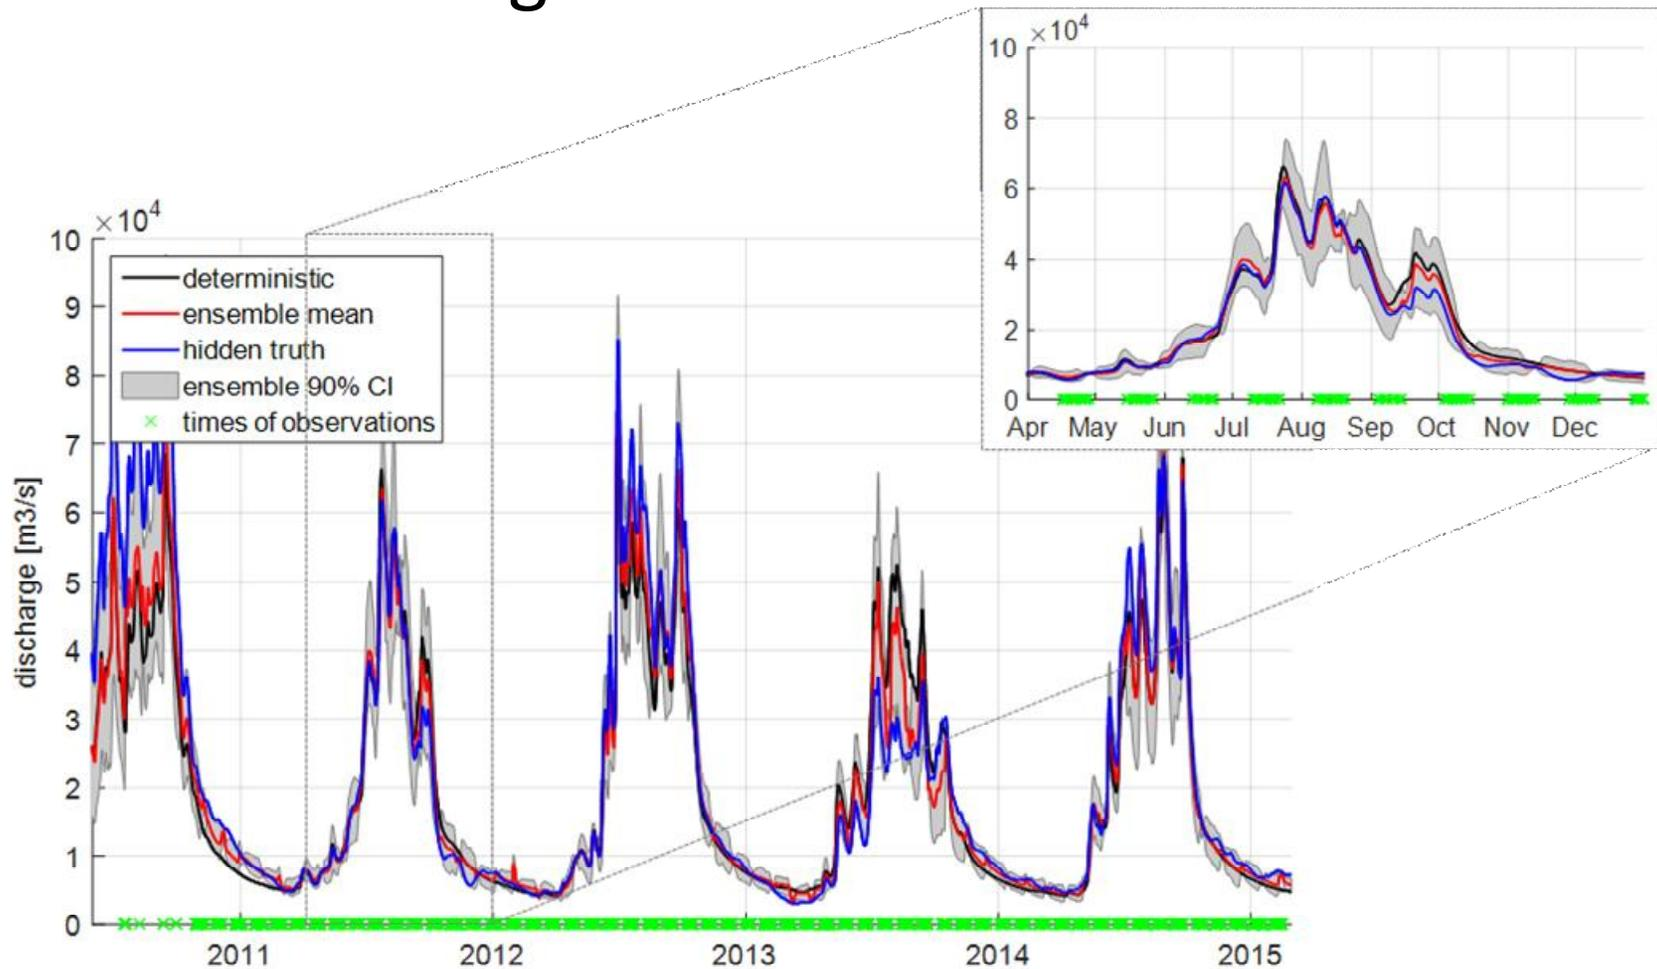 10 ×10⁴
8
6
4
2
0
Apr May Jun Jul Aug Sep Oct Nov Dec
×10⁴
10
9
8
7
6
5
4
3
2
1
0
discharge [m3/s]
deterministic
ensemble mean
hidden truth
ensemble 90% CI
times of observations
2011 2012 2013 2014 2015